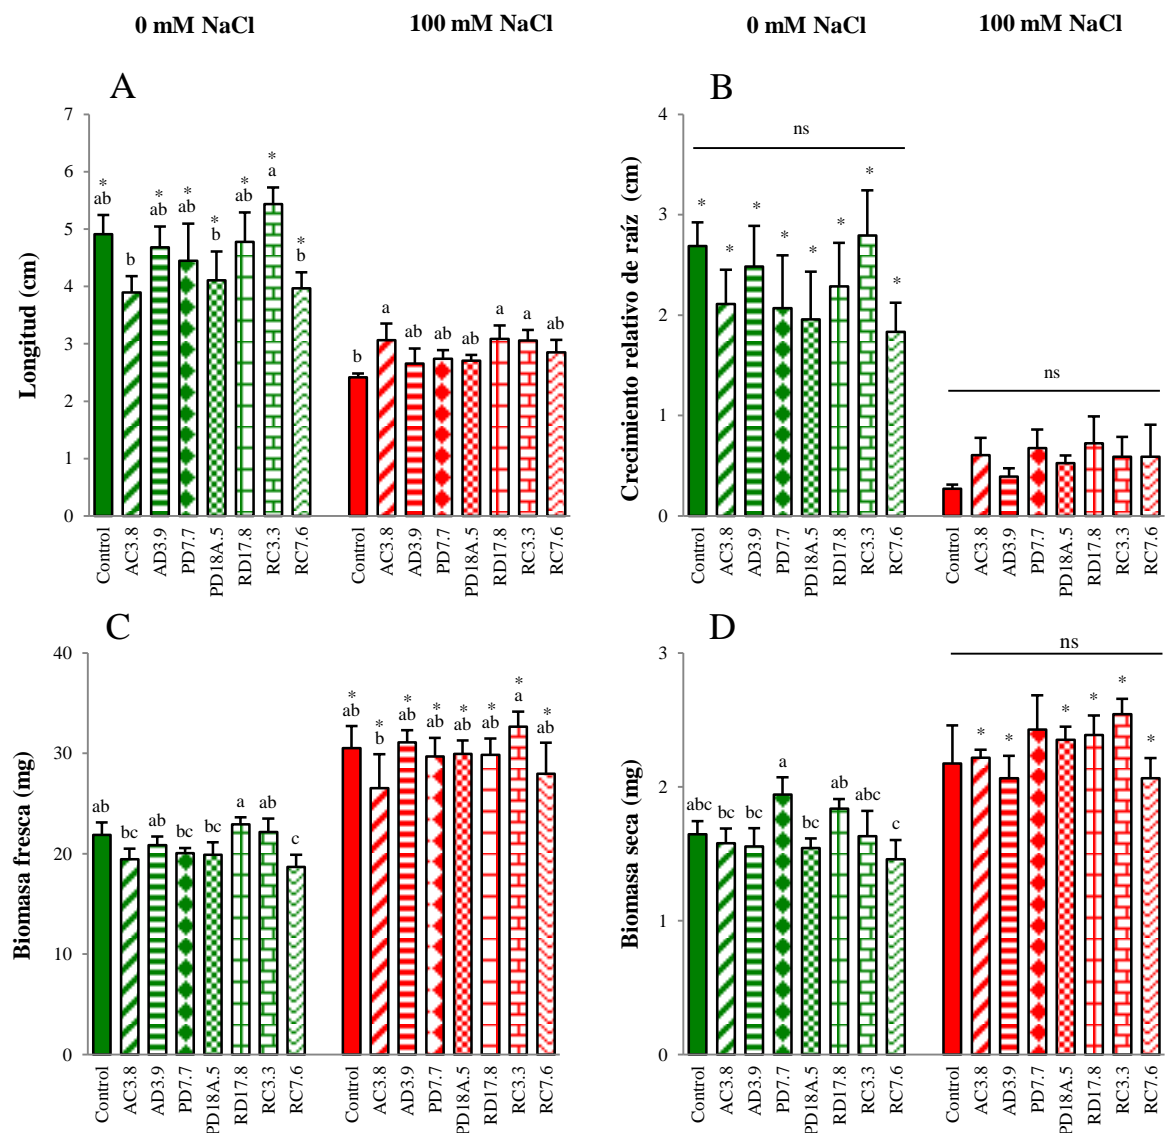 0 mM NaCl 100 mM NaCl 0 mM NaCl 100 mM NaCl
A
Longitud (cm)
7
6
5
4
3
2
1
0
* * * * * * *
ab b ab ab b ab a b
b a ab ab ab a a ab
Control AC3.8 AD3.9 PD7.7 PD18A.5 RD17.8 RC3.3 RC7.6
Control AC3.8 AD3.9 PD7.7 PD18A.5 RD17.8 RC3.3 RC7.6
B
Crecimiento relativo de raíz (cm)
4
3
2
1
0
ns
* * * * * * * *
ns
Control AC3.8 AD3.9 PD7.7 PD18A.5 RD17.8 RC3.3 RC7.6
Control AC3.8 AD3.9 PD7.7 PD18A.5 RD17.8 RC3.3 RC7.6
C
Biomasa fresca (mg)
40
30
20
10
0
ab bc ab bc bc a ab c
* * * * * * * *
ab b ab ab ab ab a ab
Control AC3.8 AD3.9 PD7.7 PD18A.5 RD17.8 RC3.3 RC7.6
Control AC3.8 AD3.9 PD7.7 PD18A.5 RD17.8 RC3.3 RC7.6
D
Biomasa seca (mg)
3
2
1
0
abc bc bc a bc ab abc c
ns
* * * * * *
Control AC3.8 AD3.9 PD7.7 PD18A.5 RD17.8 RC3.3 RC7.6
Control AC3.8 AD3.9 PD7.7 PD18A.5 RD17.8 RC3.3 RC7.6